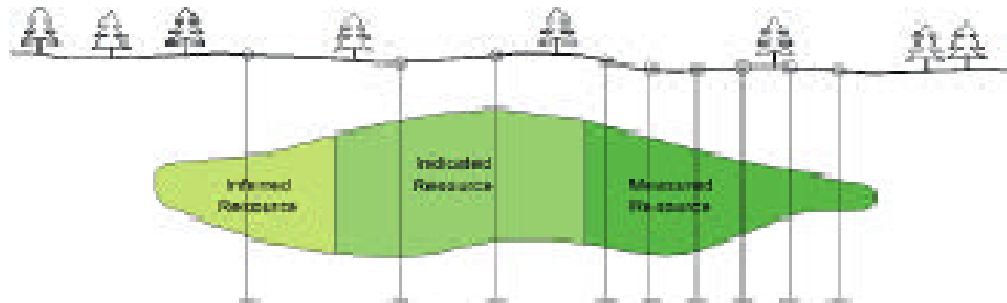 Inferred
Resource
Indicated
Resource
Measured
Resource